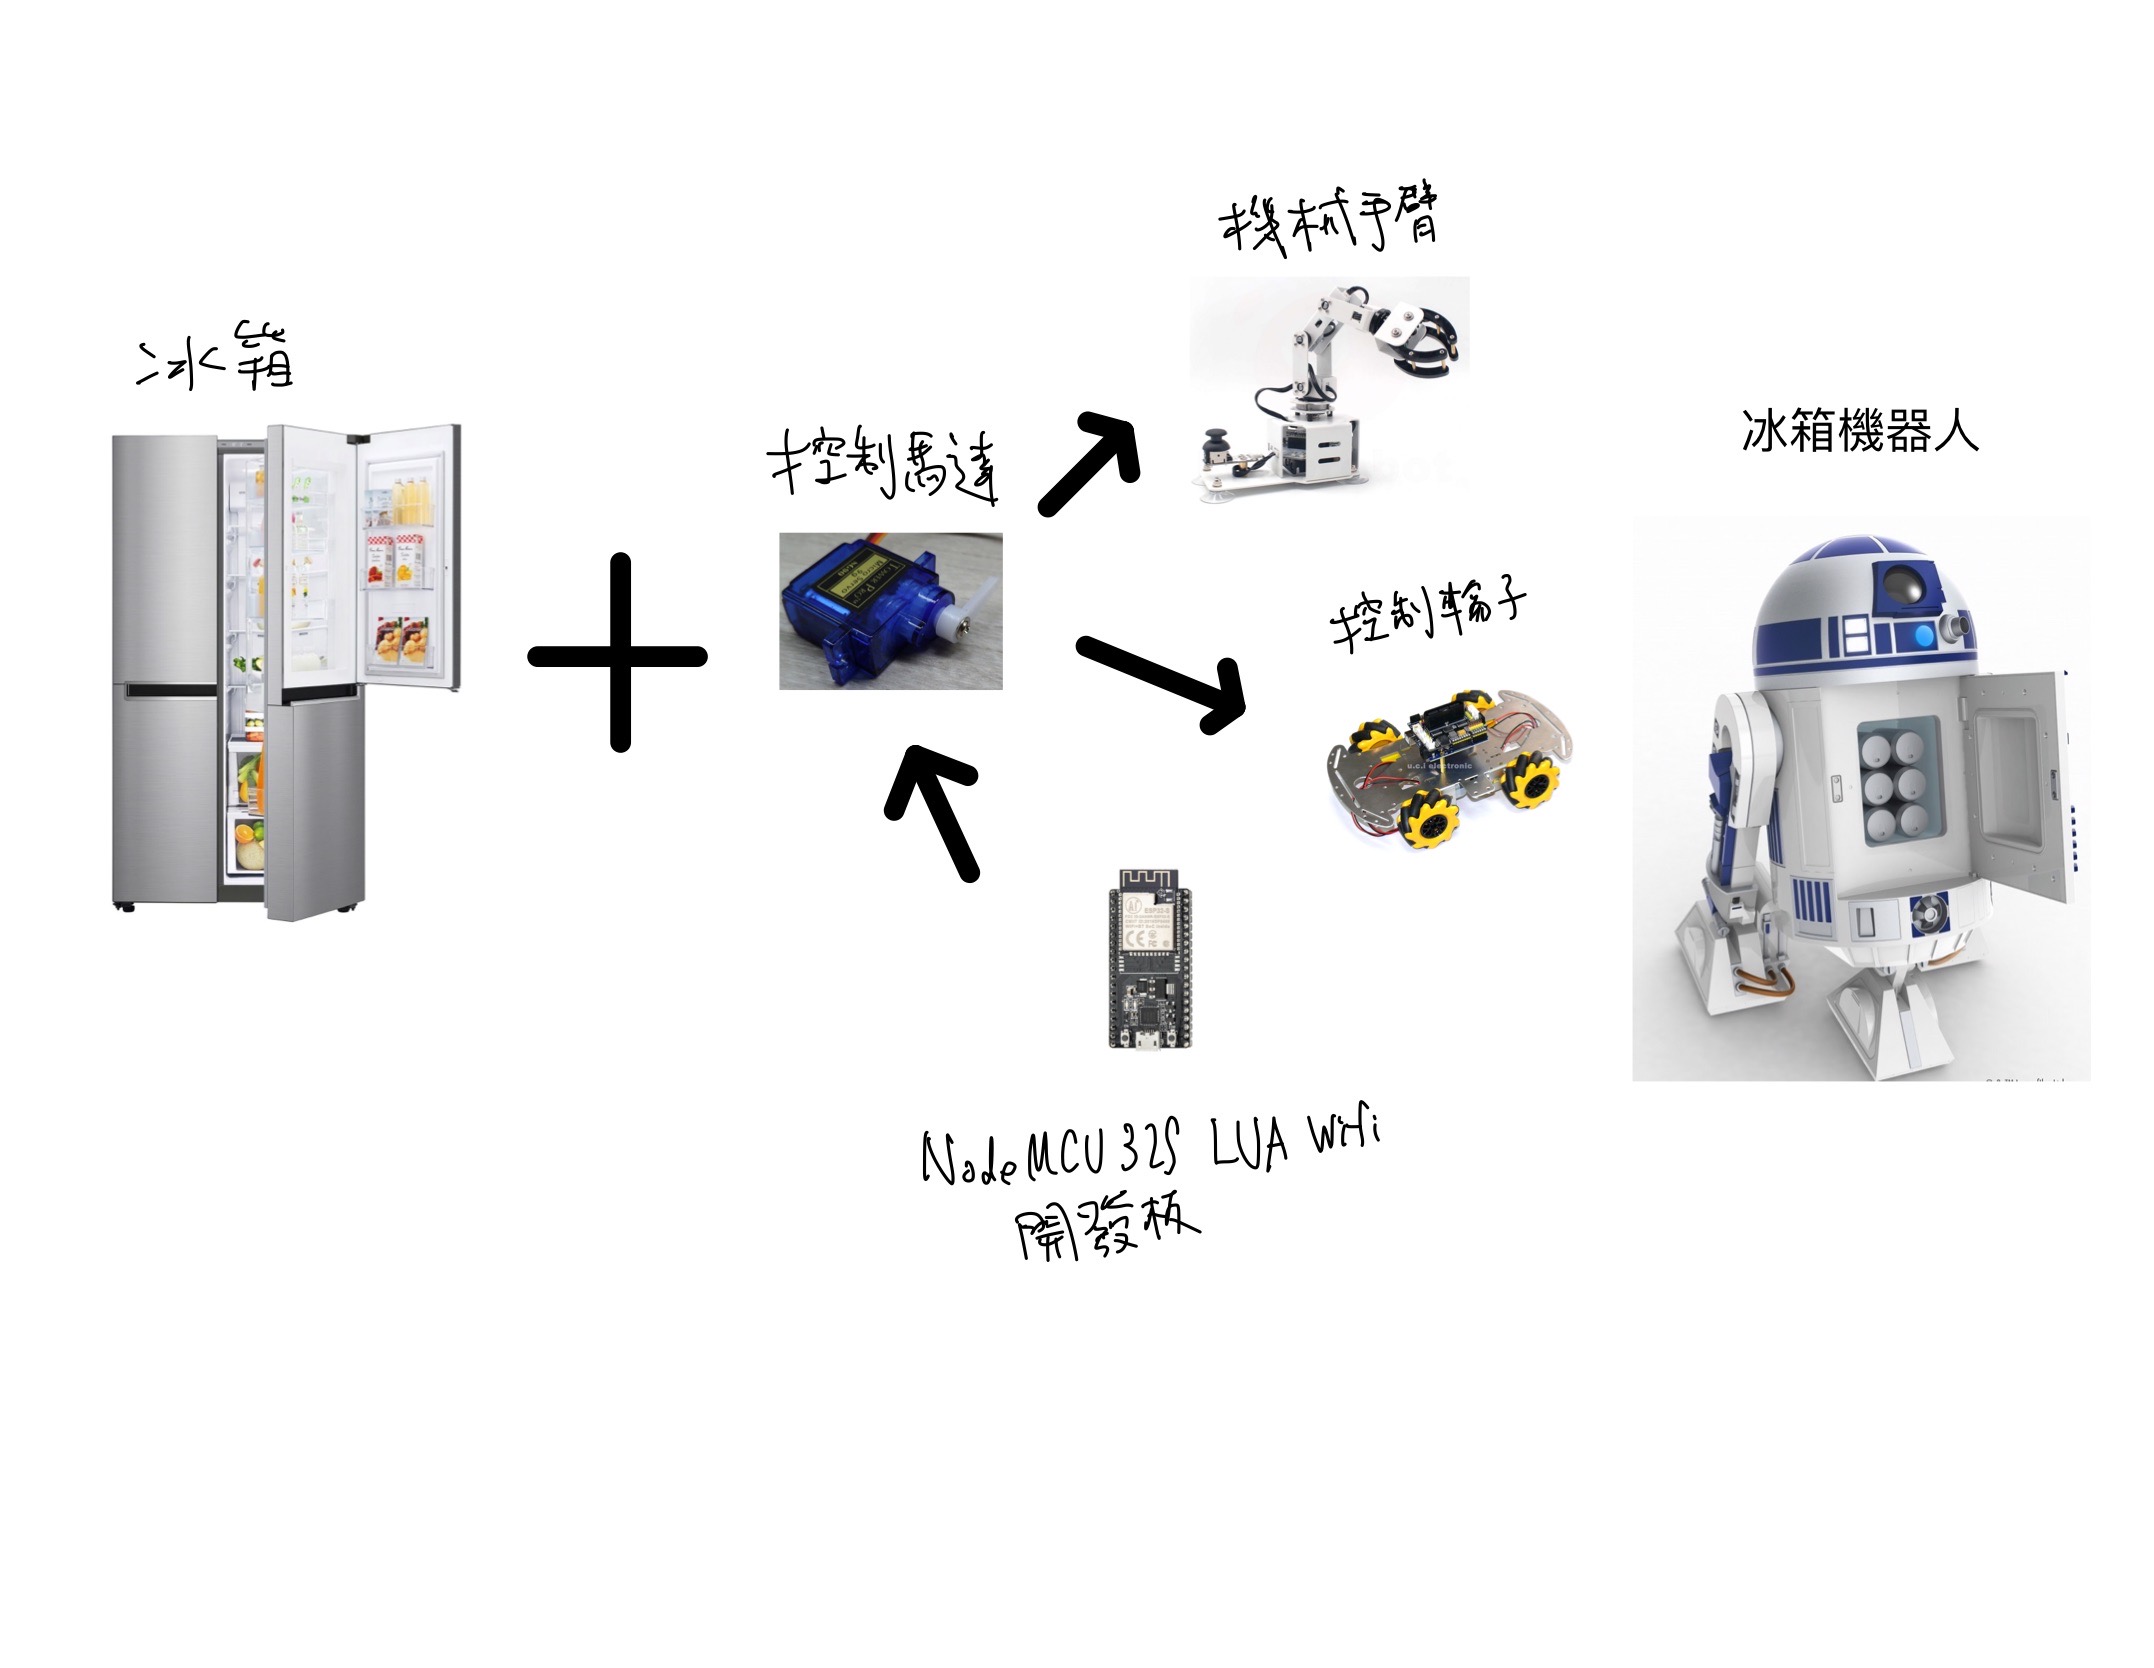 機械手臂
冰箱
控制馬達
冰箱機器人
控制輪子
u.c.i electronic
NodeMCU 32S LUA WiFi
開發板